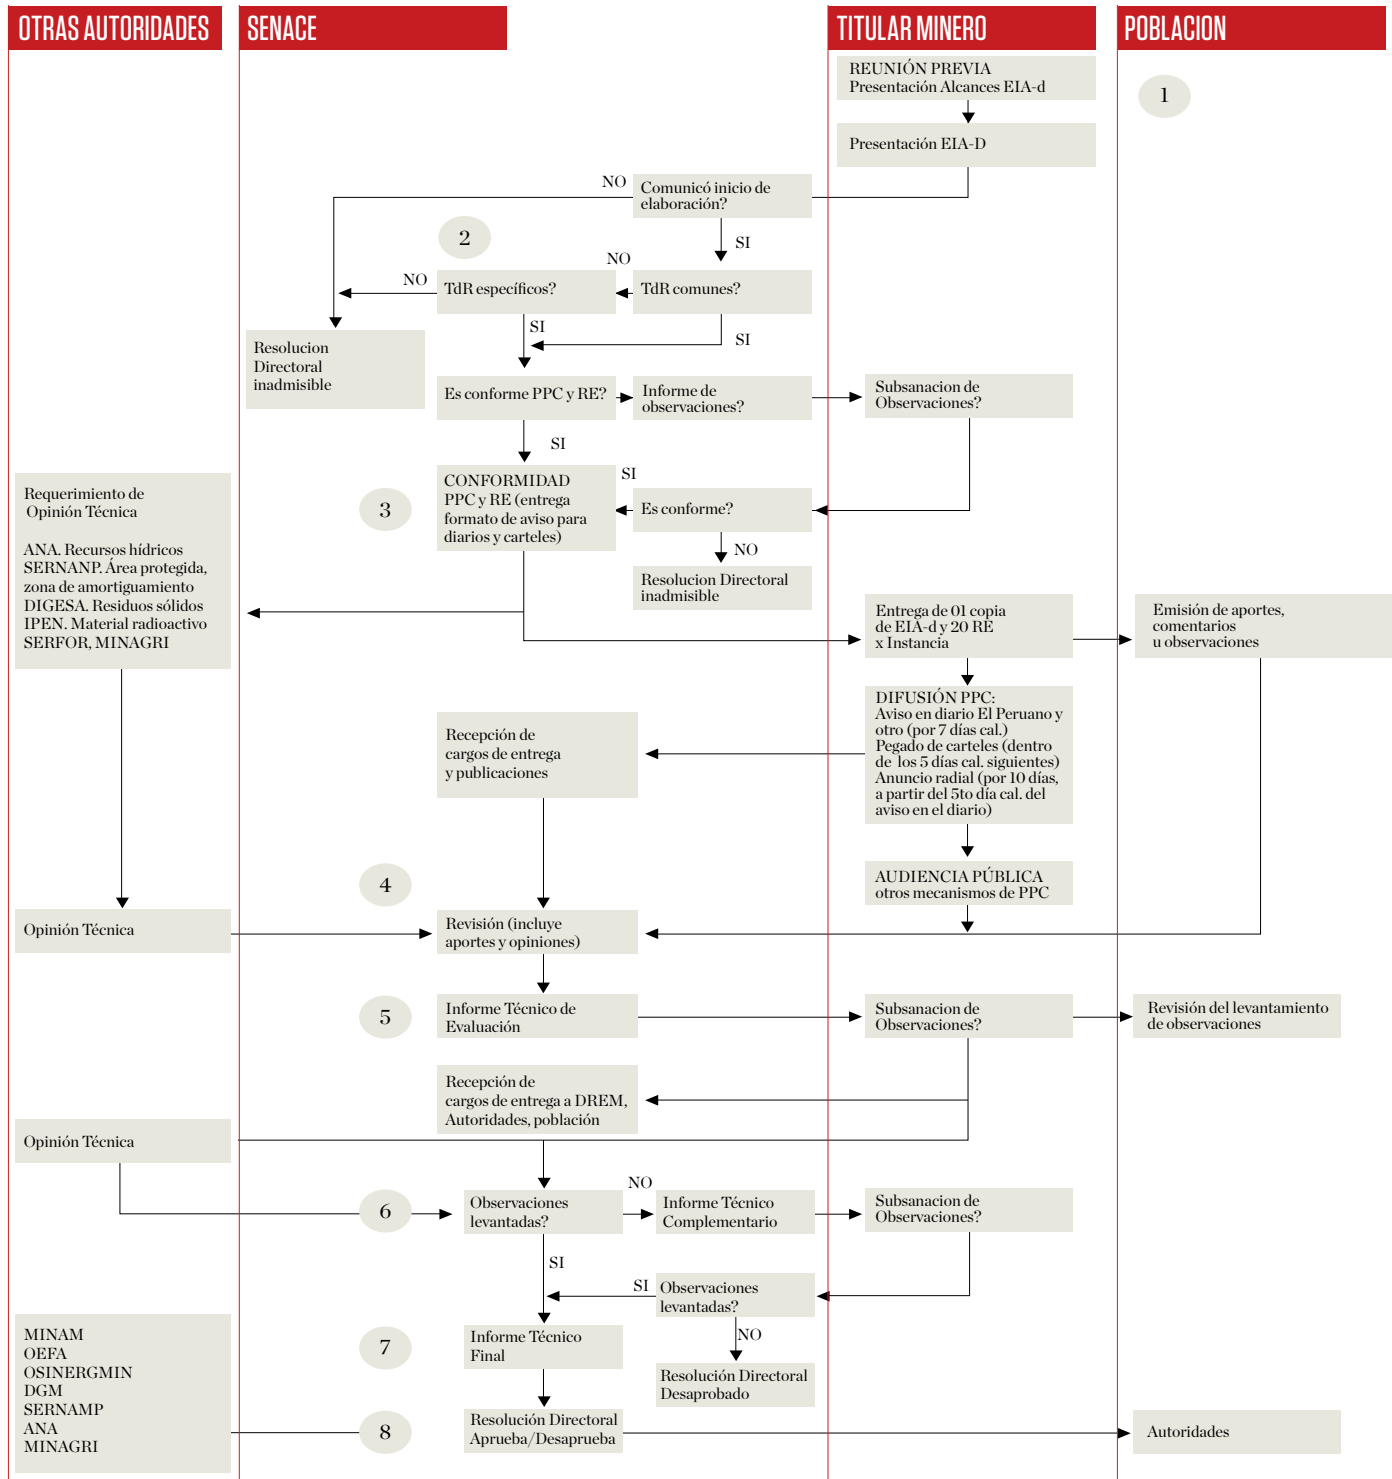 OTRAS AUTORIDADES
SENACE
TITULAR MINERO
POBLACION
REUNIÓN PREVIA
Presentación Alcances EIA-d
1
Presentación EIA-D
NO
Comunicó inicio de
elaboración?
2
SI
NO
NO
TdR específicos?
TdR comunes?
SI
SI
Resolucion
Directoral
inadmisible
Es conforme PPC y RE?
Informe de
observaciones?
Subsanacion de
Observaciones?
SI
SI
3
CONFORMIDAD
PPC y RE (entrega
formato de aviso para
diarios y carteles)
Es conforme?
NO
Resolucion Directoral
inadmisible
Requerimiento de
Opinión Técnica
ANA. Recursos hídricos
SERNANP. Área protegida,
zona de amortiguamiento
DIGESA. Residuos sólidos
IPEN. Material radioactivo
SERFOR, MINAGRI
Entrega de 01 copia
de EIA-d y 20 RE
x Instancia
Emisión de aportes,
comentarios
u observaciones
DIFUSIÓN PPC:
Aviso en diario El Peruano y
otro (por 7 días cal.)
Pegado de carteles (dentro
de los 5 días cal. siguientes)
Anuncio radial (por 10 días,
a partir del 5to día cal. del
aviso en el diario)
Recepción de
cargos de entrega
y publicaciones
AUDIENCIA PÚBLICA
otros mecanismos de PPC
4
Opinión Técnica
Revisión (incluye
aportes y opiniones)
5
Informe Técnico de
Evaluación
Subsanacion de
Observaciones?
Revisión del levantamiento
de observaciones
Recepción de
cargos de entrega a DREM,
Autoridades, población
Opinión Técnica
6
Observaciones
levantadas?
NO
Informe Técnico
Complementario
Subsanacion de
Observaciones?
SI
SI
Observaciones
levantadas?
7
Informe Técnico
Final
NO
Resolución Directoral
Desaprobado
MINAM
OEFA
OSINERGMIN
DGM
SERNAMP
ANA
MINAGRI
8
Resolución Directoral
Aprueba/Desaprueba
Autoridades